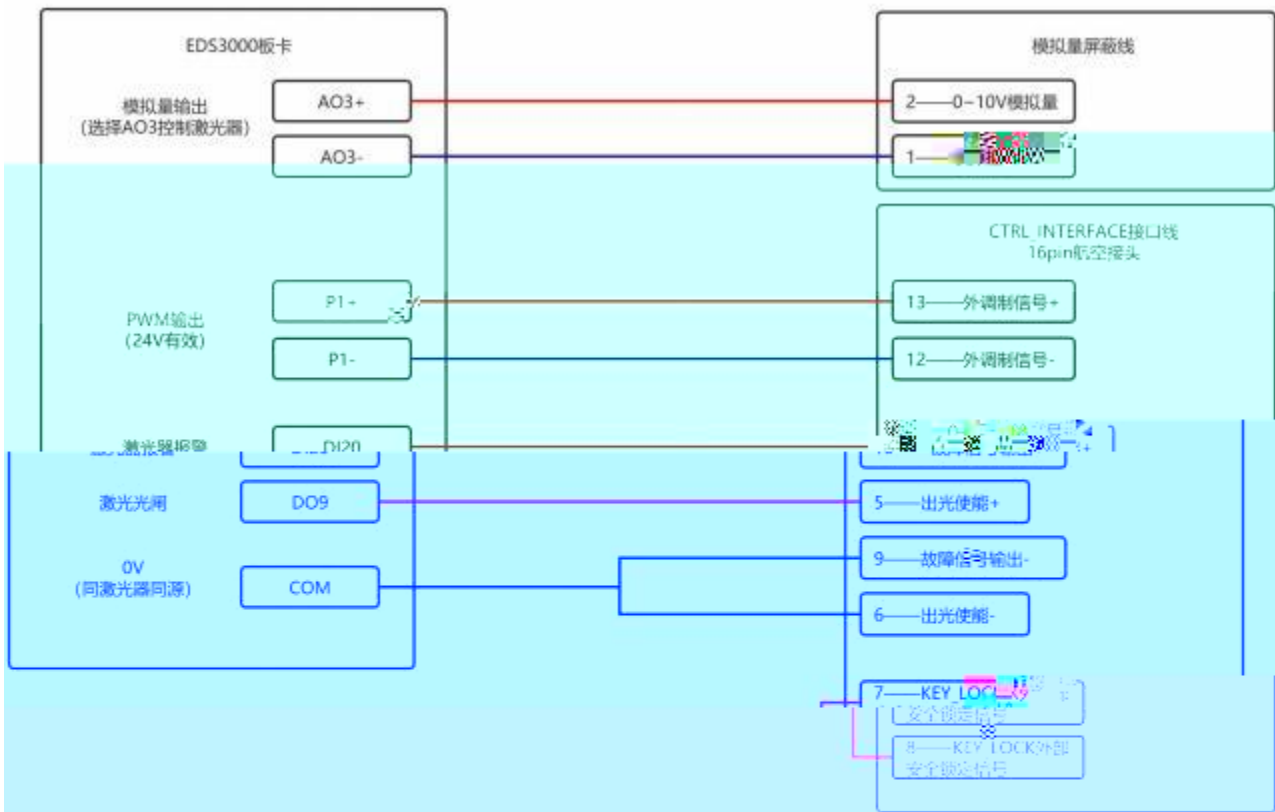 EDS3000板卡
模拟量屏蔽线
模拟量输出
(选择AO3控制激光器)
AO3+
2——0-10V模拟量
AO3-
1——
CTRL_INTERFACE接口线
16pin航空接头
PWM输出
(24V有效)
P1+
13——外调制信号+
P1-
12——外调制信号-
激光器报警
DI20
激光光闸
DO9
5——出光使能+
0V
(同激光器同源)
COM
9——故障信号输出-
6——出光使能-
7——KEY_LOCK
安全锁定信号
8——KEY_LOCK外部
安全锁定信号